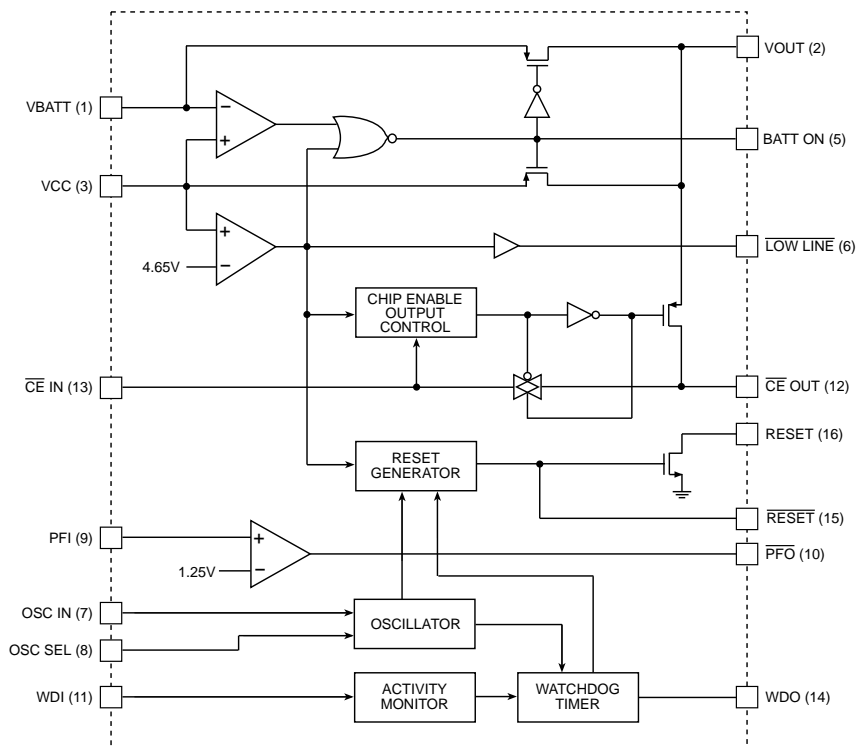 VOUT (2)
VBATT (1)
BATT ON (5)
VCC (3)
LOW LINE (6)
4.65V
CHIP ENABLE
OUTPUT
CONTROL
CE IN (13)
CE OUT (12)
RESET (16)
RESET
GENERATOR
RESET (15)
PFI (9)
PFO (10)
1.25V
OSC IN (7)
OSCILLATOR
OSC SEL (8)
WDI (11)
ACTIVITY
MONITOR
WATCHDOG
TIMER
WDO (14)